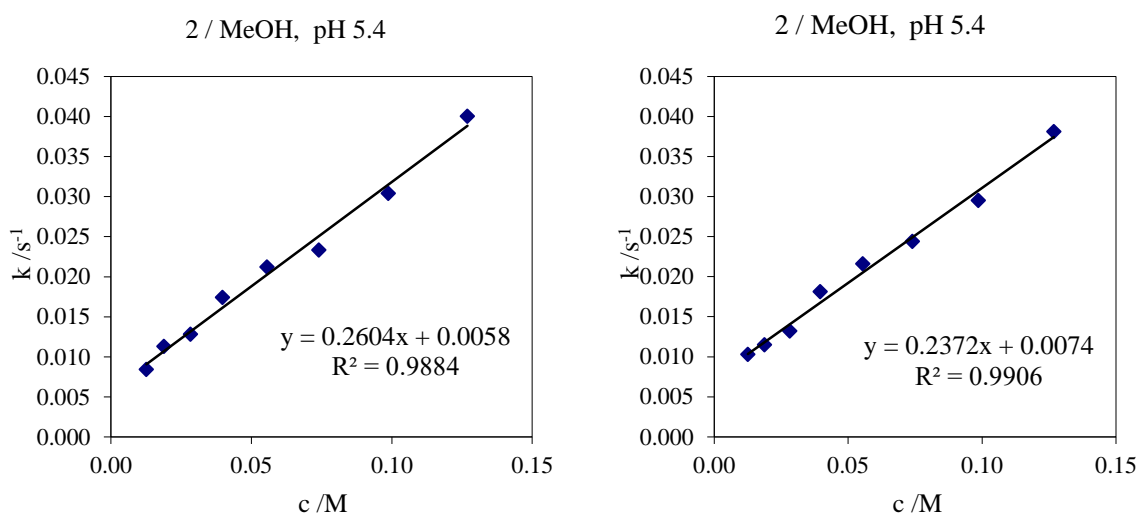 2 / MeOH, pH 5.4
0.045
0.040
0.035
0.030
0.025
0.020
0.015
0.010
0.005
0.000
k /s⁻¹
y = 0.2604x + 0.0058
R² = 0.9884
0.00 0.05 0.10 0.15
c /M
2 / MeOH, pH 5.4
0.045
0.040
0.035
0.030
0.025
0.020
0.015
0.010
0.005
0.000
k /s⁻¹
y = 0.2372x + 0.0074
R² = 0.9906
0.00 0.05 0.10 0.15
c /M